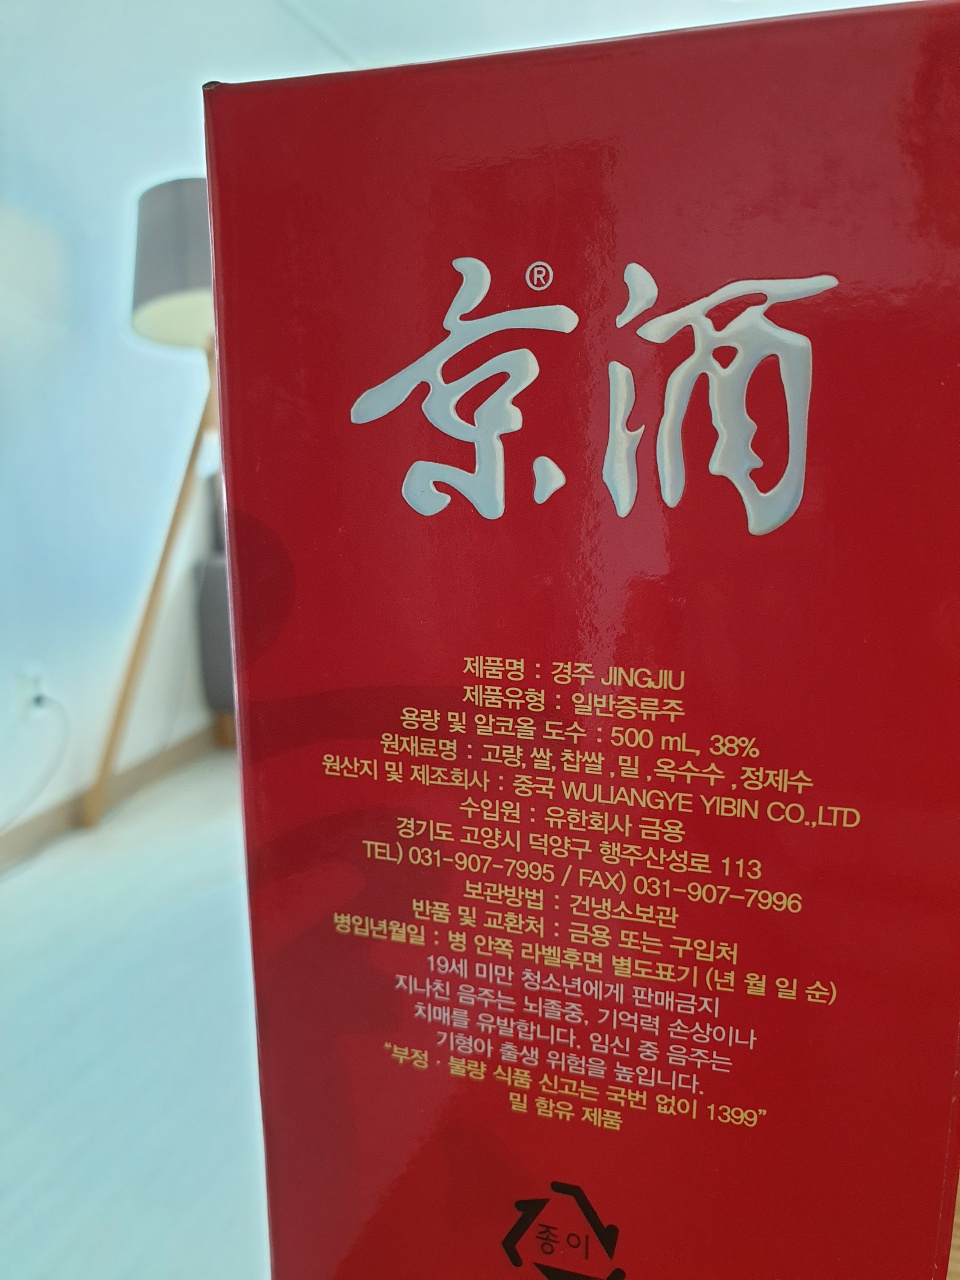 京酒
®
제품명 : 경주 JINGJIU
제품유형 : 일반증류주
용량 및 알코올 도수 : 500 mL, 38%
원재료명 : 고량, 쌀, 찹쌀 , 밀 , 옥수수 , 정제수
원산지 및 제조회사 : 중국 WULIANGYE YIBIN CO.,LTD
수입원 : 유한회사 금용
경기도 고양시 덕양구 행주산성로 113
TEL) 031-907-7995 / FAX) 031-907-7996
보관방법 : 건냉소보관
반품 및 교환처 : 금용 또는 구입처
병입년월일 : 병 안쪽 라벨후면 별도표기 (년 월 일 순)
19세 미만 청소년에게 판매금지
지나친 음주는 뇌졸중, 기억력 손상이나
치매를 유발합니다. 임신 중 음주는
기형아 출생 위험을 높입니다.
"부정 · 불량 식품 신고는 국번 없이 1399"
밀 함유 제품
종이